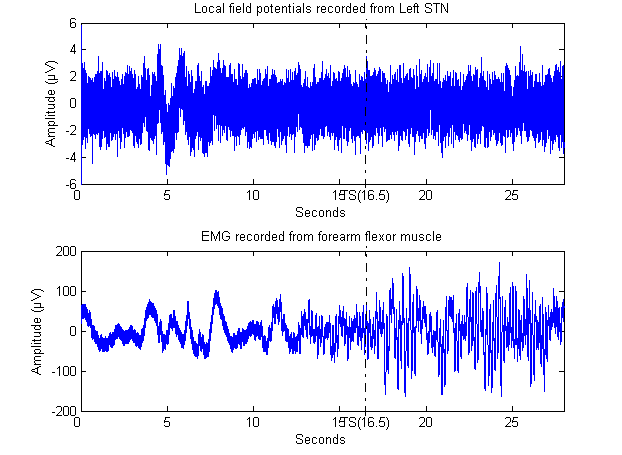 Local field potentials recorded from Left STN
6
4
2
0
-2
-4
-6
Amplitude (µV)
0 5 10 15 TS(16.5) 20 25
Seconds
EMG recorded from forearm flexor muscle
200
100
0
-100
-200
Amplitude (µV)
0 5 10 15 TS(16.5) 20 25
Seconds